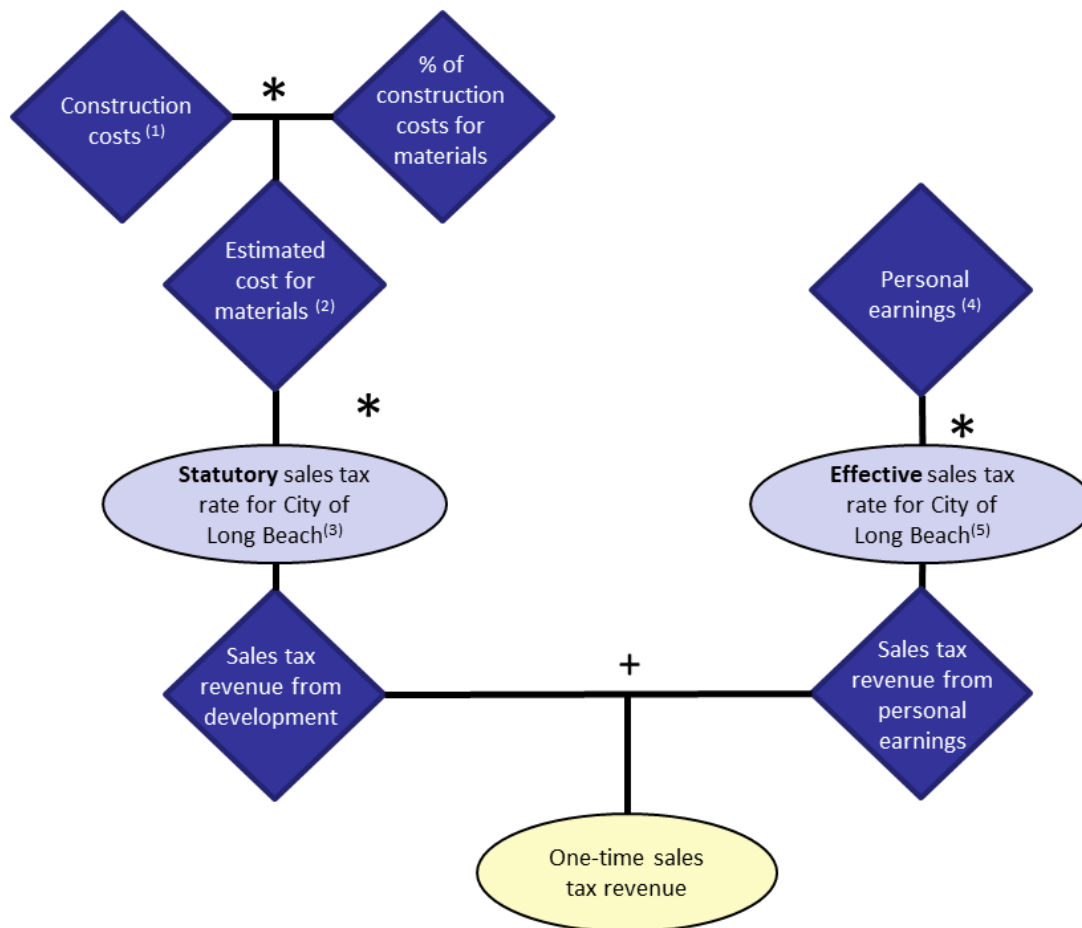 Construction
costs (1)
*
% of
construction
costs for
materials
Estimated
cost for
materials (2)
Personal
earnings (4)
*
*
Statutory sales tax
rate for City of
Long Beach(3)
Effective sales tax
rate for City of
Long Beach(5)
Sales tax
revenue from
development
+
Sales tax
revenue from
personal
earnings
One-time sales
tax revenue